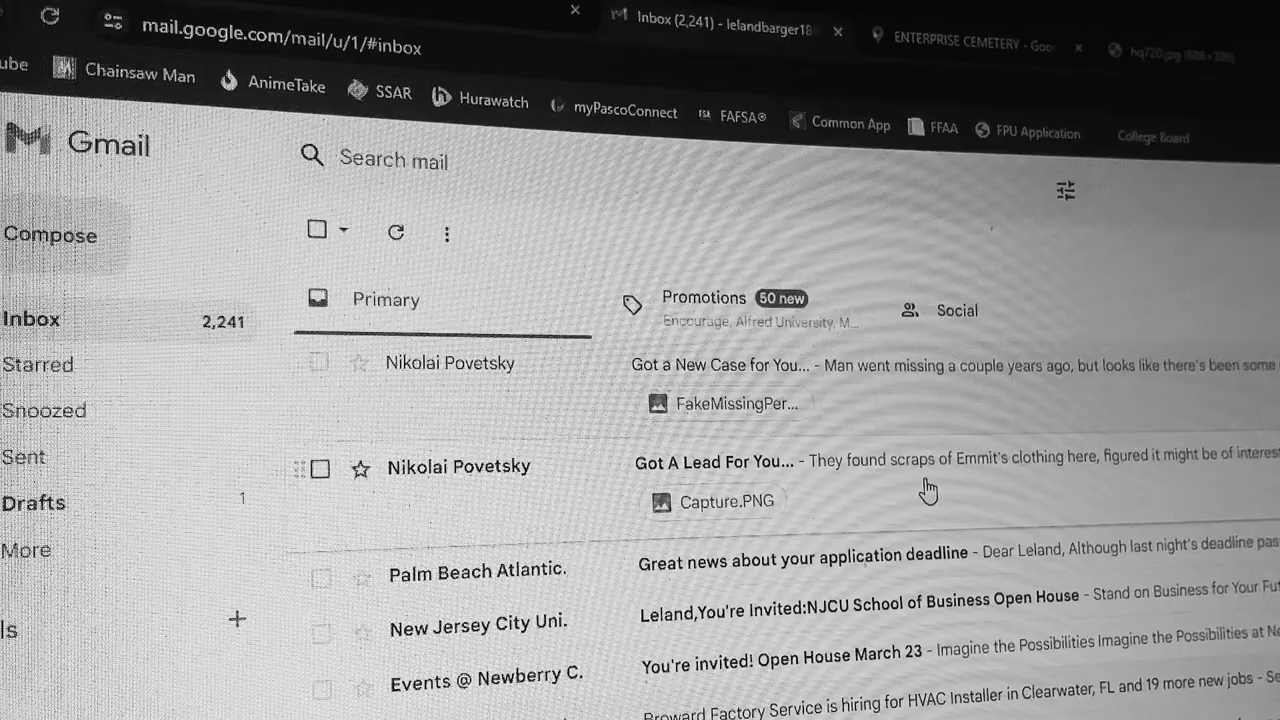 mail.google.com/mail/u/1/#inbox
Inbox (2,241) - lelandbarger18
ENTERPRISE CEMETERY - Goo
hq720.jpg (686×386)
ube
Chainsaw Man
AnimeTake
SSAR
Hurawatch
myPascoConnect
FAFSA®
Common App
FFAA
FPU Application
College Board
Gmail
Search mail
Compose
Primary
Promotions 50 new
Encourage, Alfred University, M...
Social
Inbox 2,241
Starred
Snoozed
Sent
Drafts 1
More
ls
Nikolai Povetsky Got a New Case for You... - Man went missing a couple years ago, but looks like there's been some
FakeMissingPer...
Nikolai Povetsky Got A Lead For You... - They found scraps of Emmit's clothing here, figured it might be of interes
Capture.PNG
Palm Beach Atlantic. Great news about your application deadline - Dear Leland, Although last night's deadline pas
New Jersey City Uni. Leland,You're Invited:NJCU School of Business Open House - Stand on Business for Your Fu
Events @ Newberry C. You're invited! Open House March 23 - Imagine the Possibilities Imagine the Possibilities at Ne
Broward Factory Service is hiring for HVAC Installer in Clearwater, FL and 19 more new jobs - Se